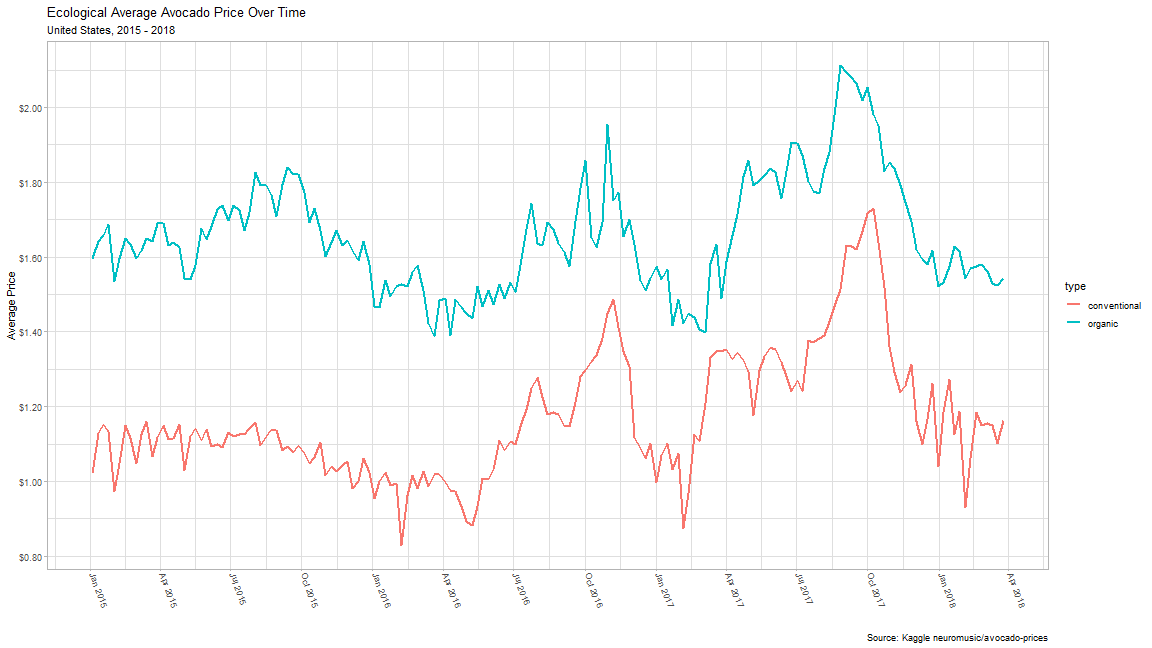 Ecological Average Avocado Price Over Time
United States, 2015 - 2018
Average Price
$2.00
$1.80
$1.60
$1.40
$1.20
$1.00
$0.80
Jan 2015
Apr 2015
Jul 2015
Oct 2015
Jan 2016
Apr 2016
Jul 2016
Oct 2016
Jan 2017
Apr 2017
Jul 2017
Oct 2017
Jan 2018
Apr 2018
type
conventional
organic
Source: Kaggle neuromusic/avocado-prices